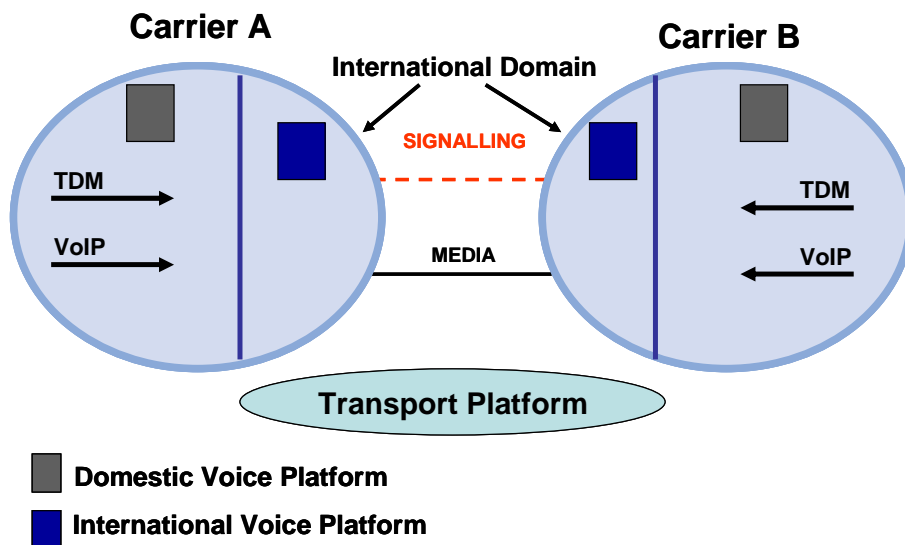 Carrier A
Carrier B
International Domain
SIGNALLING
TDM
TDM
VoIP
MEDIA
VoIP
Transport Platform
Domestic Voice Platform
International Voice Platform